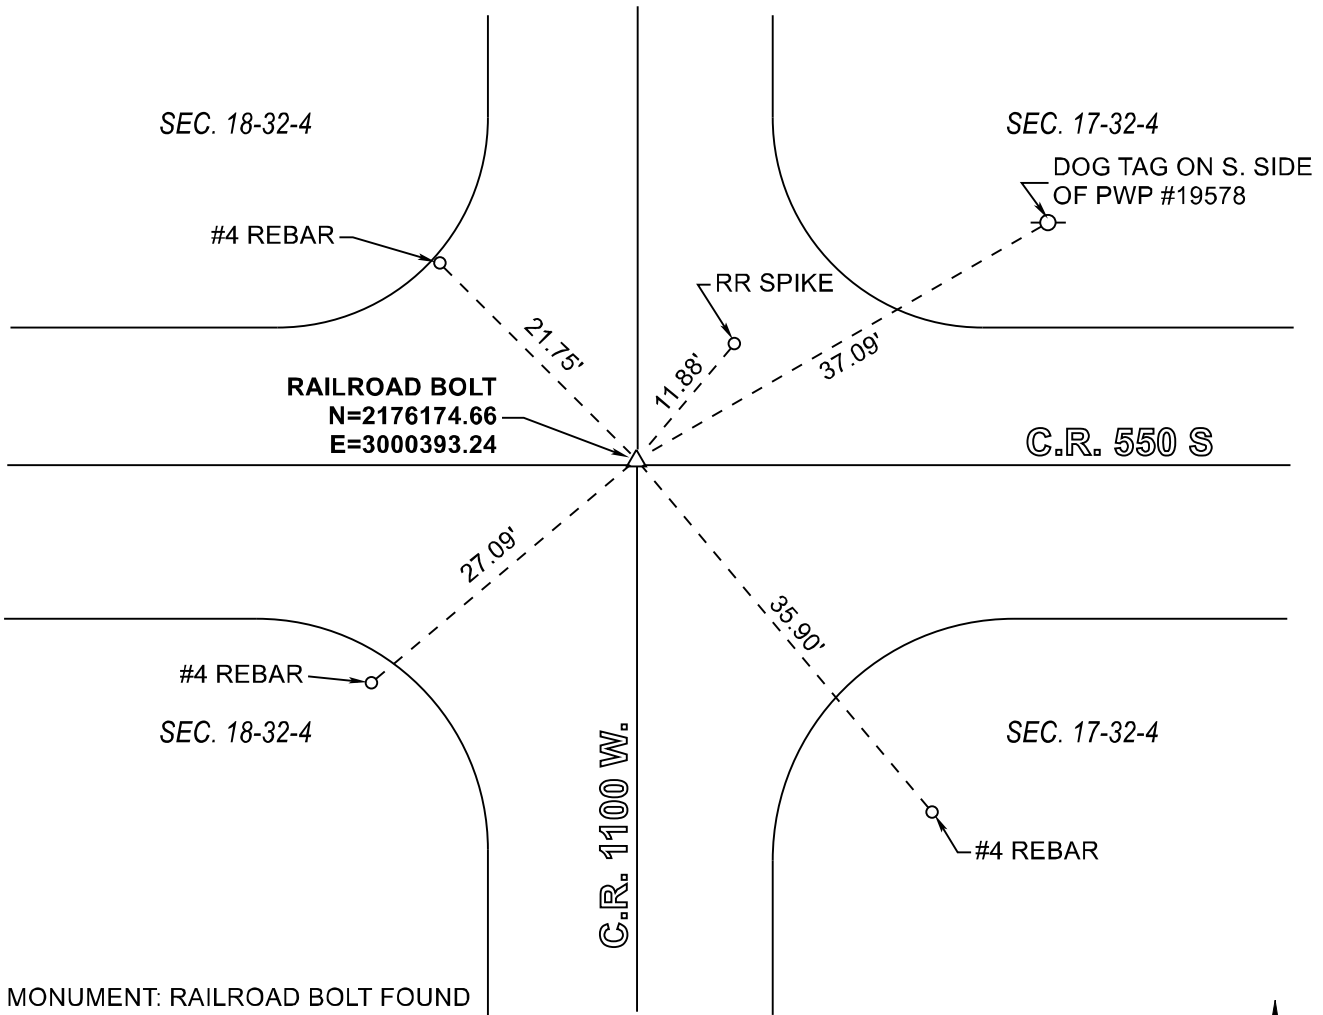 SEC. 18-32-4
SEC. 17-32-4
DOG TAG ON S. SIDE
OF PWP #19578
#4 REBAR
RR SPIKE
21.75'
11.88'
37.09'
RAILROAD BOLT
N=2176174.66
E=3000393.24
C.R. 550 S
27.09'
35.90'
#4 REBAR
SEC. 18-32-4
SEC. 17-32-4
C.R. 1100 W.
#4 REBAR
MONUMENT: RAILROAD BOLT FOUND